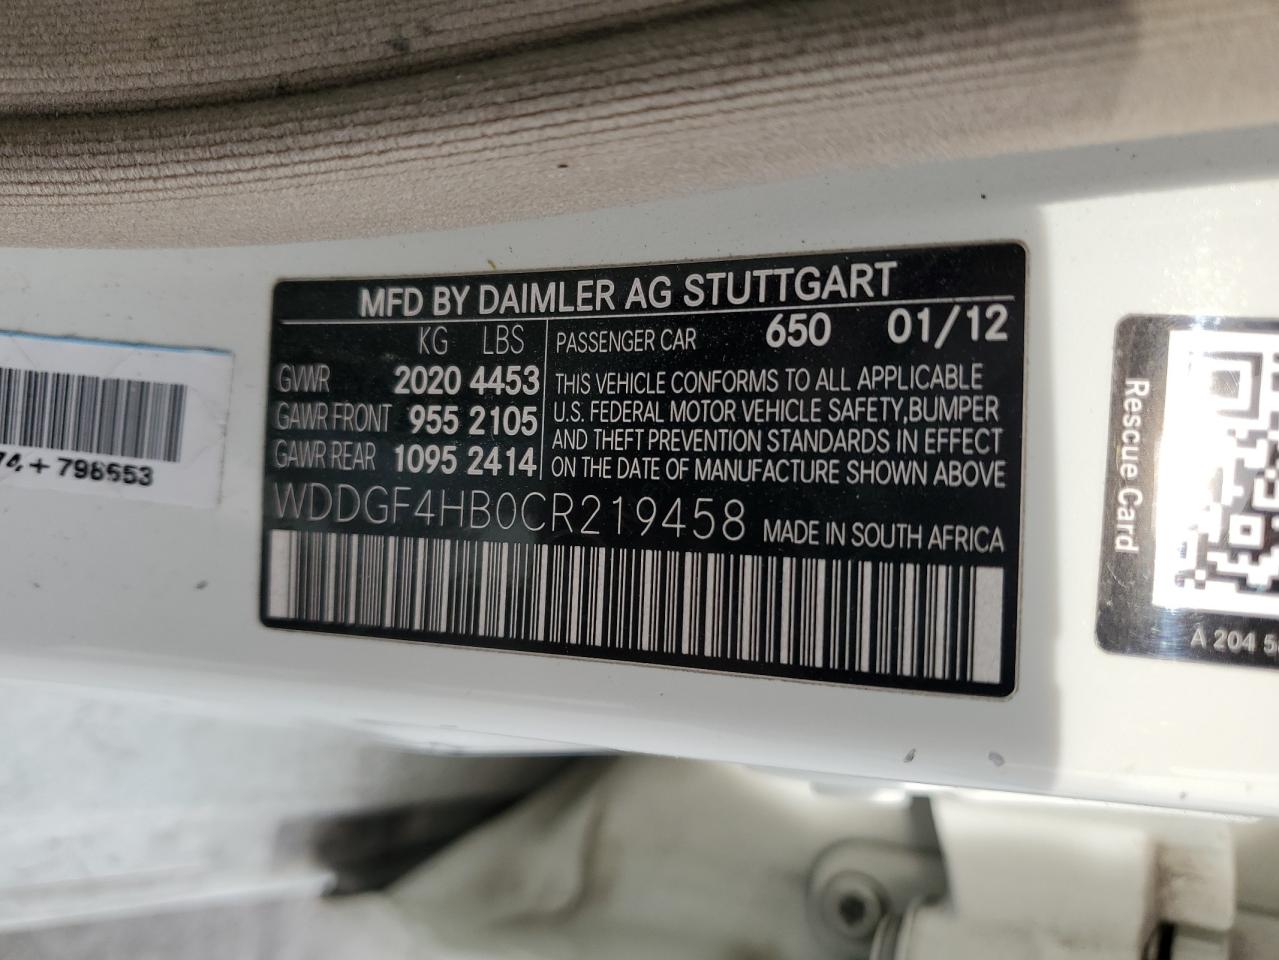 MFD BY DAIMLER AG STUTTGART
KG LBS PASSENGER CAR 650 01/12
GVWR 2020 4453
GAWR FRONT 955 2105
GAWR REAR 1095 2414
THIS VEHICLE CONFORMS TO ALL APPLICABLE
U.S. FEDERAL MOTOR VEHICLE SAFETY,BUMPER
AND THEFT PREVENTION STANDARDS IN EFFECT
ON THE DATE OF MANUFACTURE SHOWN ABOVE
WDDGF4HB0CR219458 MADE IN SOUTH AFRICA
Rescue Card
A 204